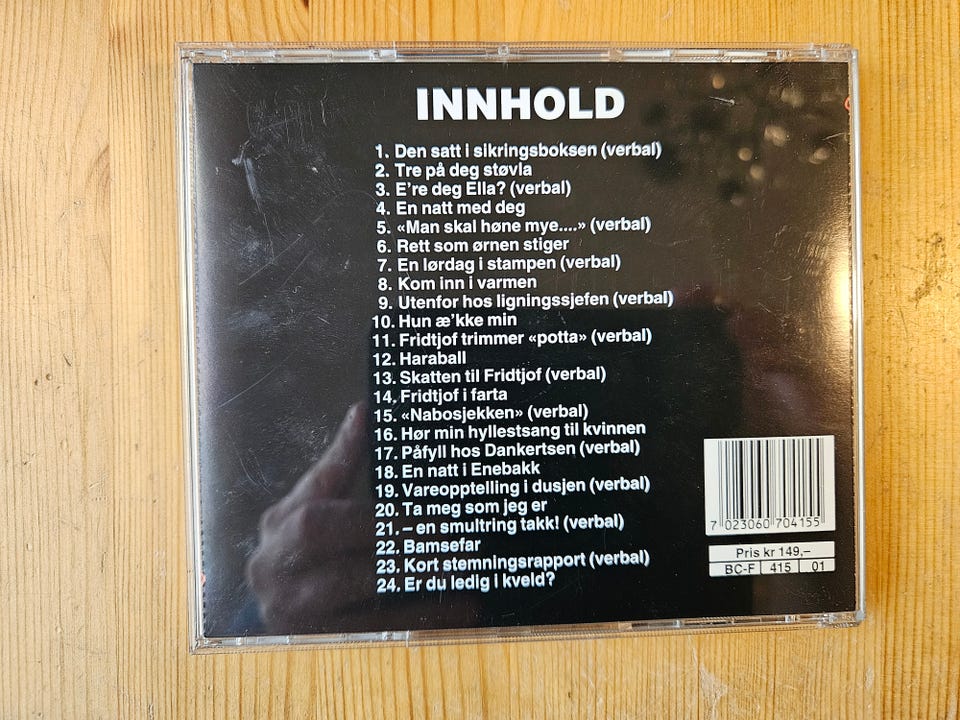 INNHOLD
1. Den satt i sikringsboksen (verbal)
2. Tre på deg støvla
3. E're deg Ella? (verbal)
4. En natt med deg
5. «Man skal høne mye....» (verbal)
6. Rett som ørnen stiger
7. En lørdag i stampen (verbal)
8. Kom inn i varmen
9. Utenfor hos ligningssjefen (verbal)
10. Hun æ'kke min
11. Fridtjof trimmer «potta» (verbal)
12. Haraball
13. Skatten til Fridtjof (verbal)
14. Fridtjof i farta
15. «Nabosjekken» (verbal)
16. Hør min hyllestsang til kvinnen
17. Påfyll hos Dankertsen (verbal)
18. En natt i Enebakk
19. Vareopptelling i dusjen (verbal)
20. Ta meg som jeg er
21. – en smultring takk! (verbal)
22. Bamsefar
23. Kort stemningsrapport (verbal)
24. Er du ledig i kveld?
7 023060 704155
Pris kr 149,–
BC-F 415 01